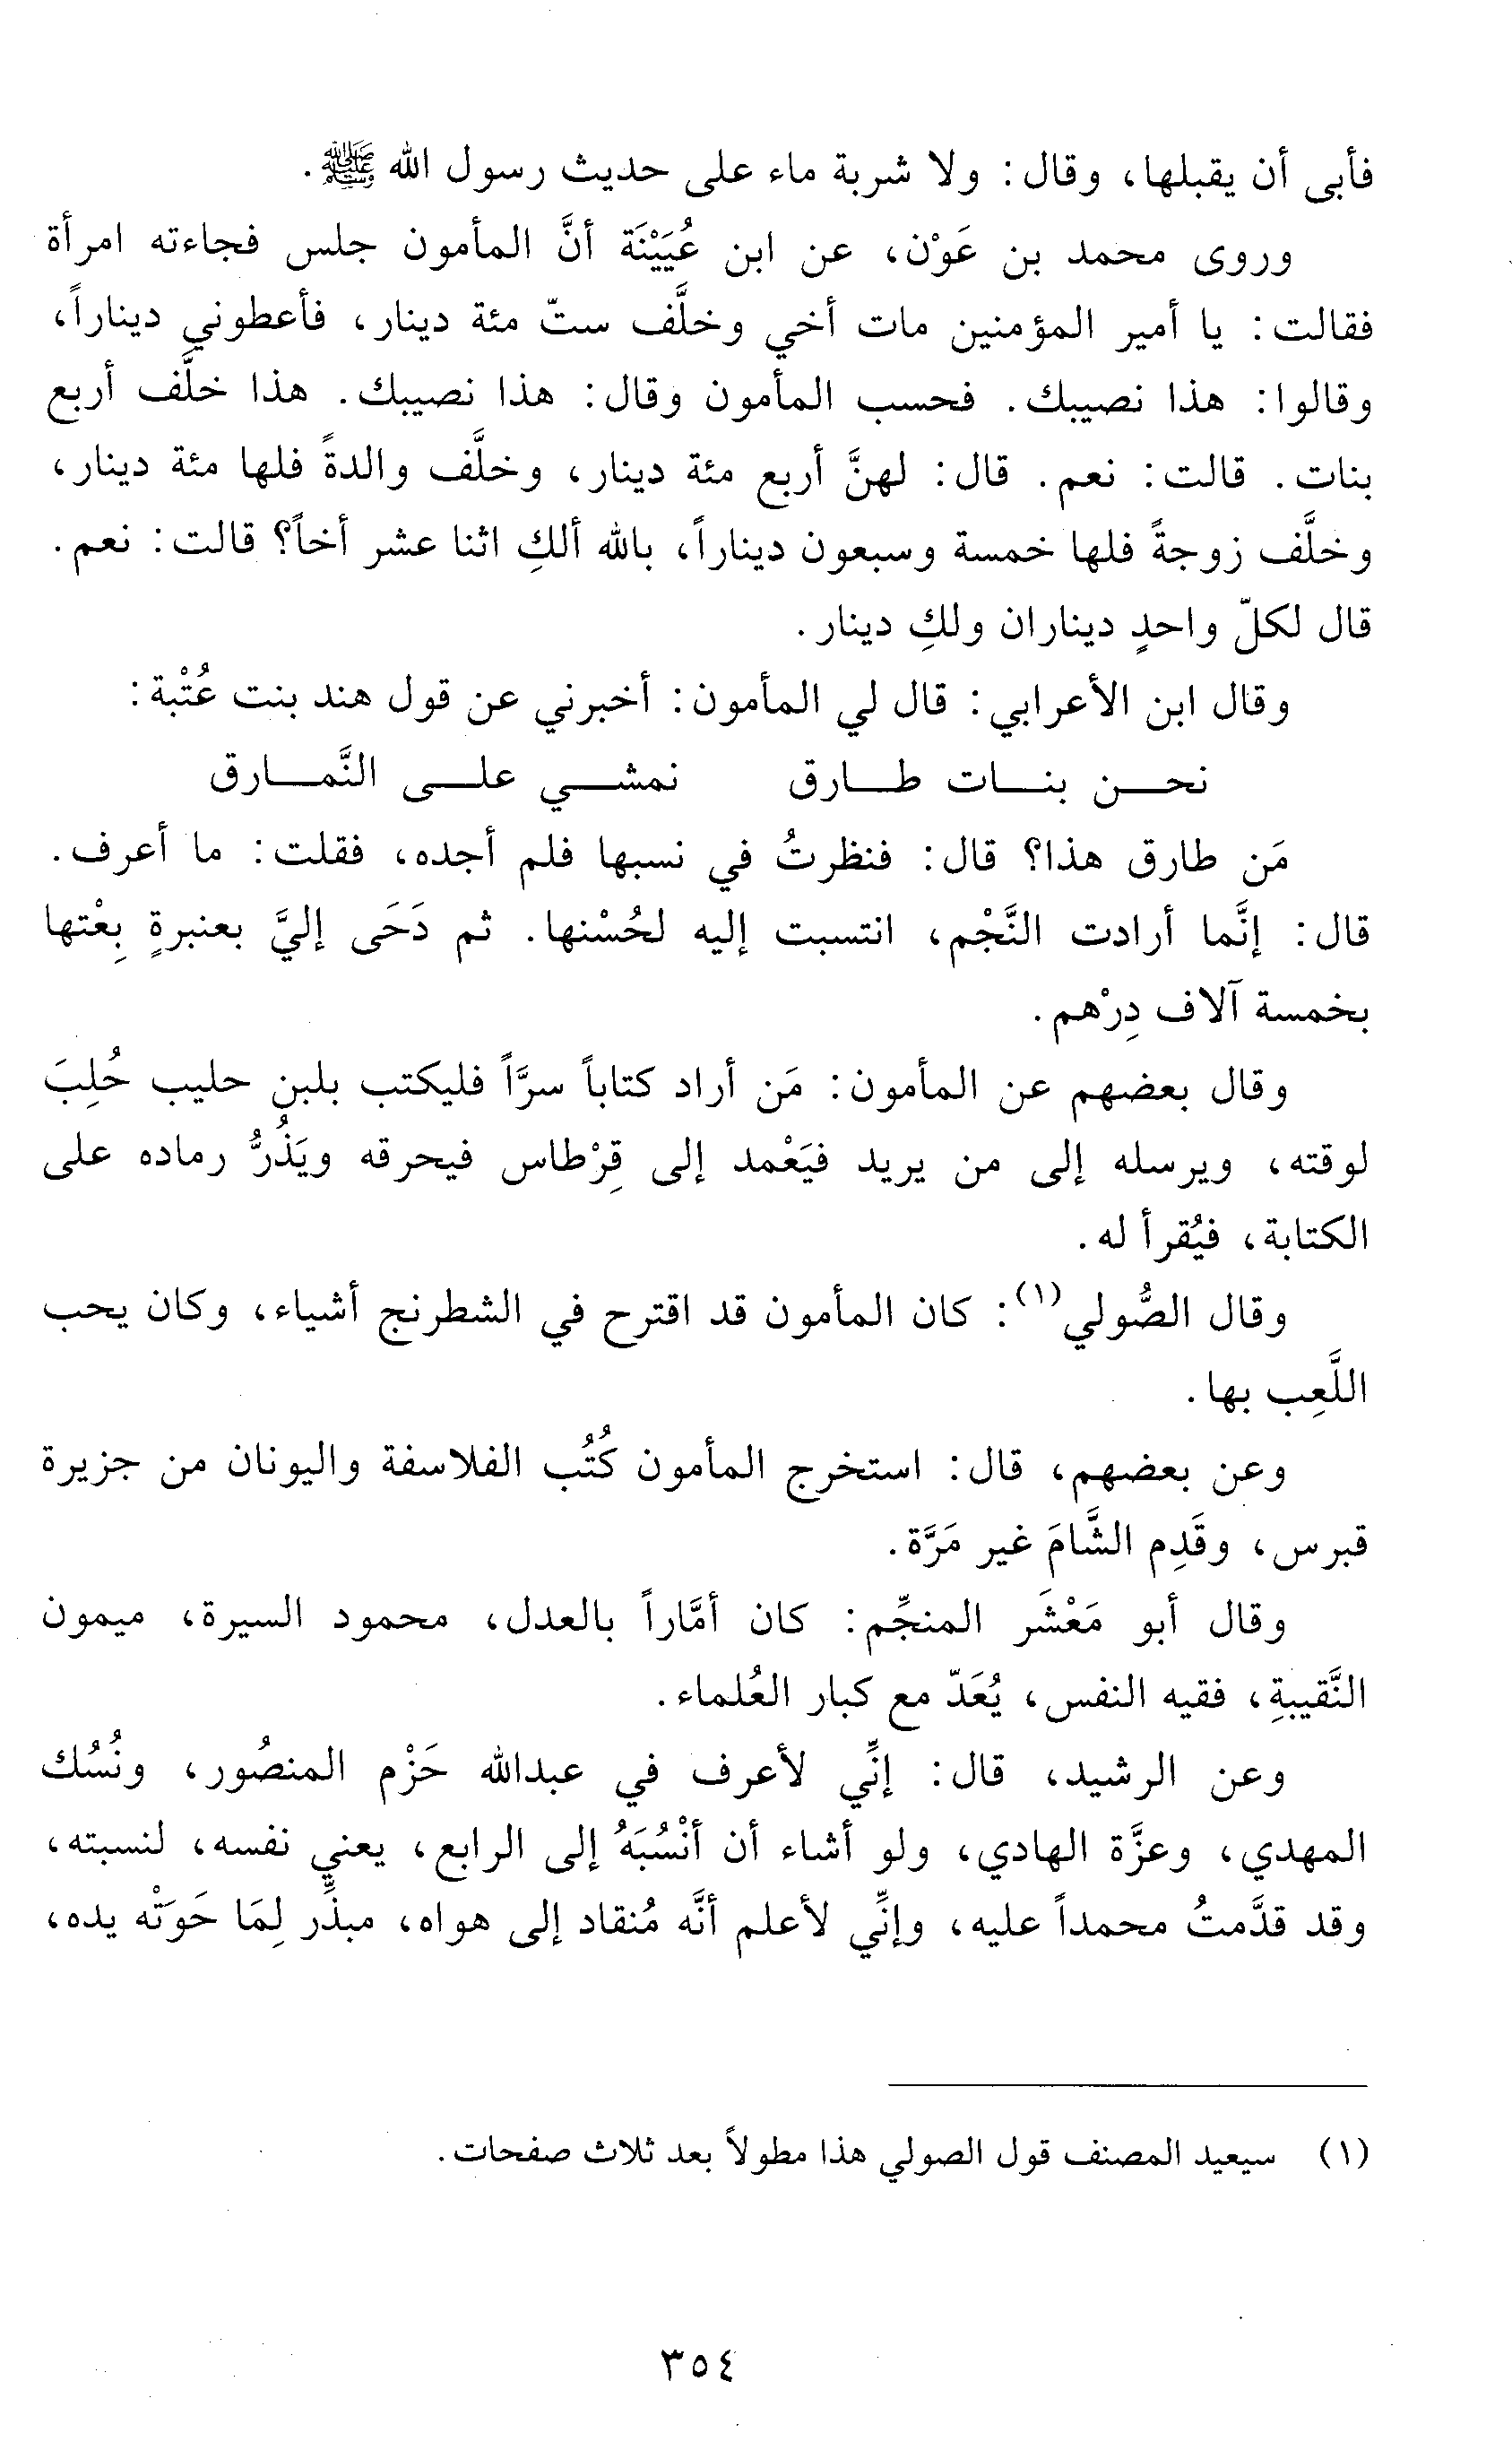 فأبى أن يقبلها، وقال: ولا شربة ماء على حديث رسول الله ﷺ.
وروى محمد بن عَوْن، عن ابن عُيَيْنَة أنَّ المأمون جلس فجاءته امرأة
فقالت: يا أمير المؤمنين مات أخي وخلَّف ستّ مئة دينار، فأعطوني ديناراً،
وقالوا: هذا نصيبك. فحسب المأمون وقال: هذا نصيبك. هذا خلَّف أربع
بنات. قالت: نعم. قال: لهنَّ أربع مئة دينار، وخلَّف والدةً فلها مئة دينار،
وخلَّف زوجةً فلها خمسة وسبعون ديناراً، بالله ألكِ اثنا عشر أخاً؟ قالت: نعم.
قال لكلّ واحدٍ ديناران ولكِ دينار.
وقال ابن الأعرابي: قال لي المأمون: أخبرني عن قول هند بنت عُتْبة:
نحـــن بنـــات طـــارق نمشـــي علـــى النَّمـــارق
مَن طارق هذا؟ قال: فنظرتُ في نسبها فلم أجده، فقلت: ما أعرف.
قال: إنَّما أرادت النَّجْم، انتسبت إليه لحُسْنها. ثم دَحَى إليَّ بعنبرةٍ بِعْتها
بخمسة آلاف دِرْهم.
وقال بعضهم عن المأمون: مَن أراد كتاباً سرَّاً فليكتب بلبنٍ حليب حُلِبَ
لوقته، ويرسله إلى من يريد فيَعْمد إلى قِرْطاس فيحرقه ويَذُرُّ رماده على
الكتابة، فيُقرأ له.
وقال الصُّولي(١): كان المأمون قد اقترح في الشطرنج أشياء، وكان يحب
اللَّعِب بها.
وعن بعضهم، قال: استخرج المأمون كُتُب الفلاسفة واليونان من جزيرة
قبرس، وقَدِم الشَّامَ غير مَرَّة.
وقال أبو مَعْشَر المنجِّم: كان أمَّاراً بالعدل، محمود السيرة، ميمون
النَّقيبةِ، فقيه النفس، يُعَدّ مع كبار العُلماء.
وعن الرشيد، قال: إنِّي لأعرف في عبدالله حَزْم المنصُور، ونُسُك
المهدي، وعزَّة الهادي، ولو أشاء أن أنْسُبَهُ إلى الرابع، يعني نفسه، لنسبته،
وقد قدَّمتُ محمداً عليه، وإنِّي لأعلم أنَّه مُنقاد إلى هواه، مبذِّر لِمَا حَوَتْه يده،
(١) سيعيد المصنف قول الصولي هذا مطولاً بعد ثلاث صفحات.
٣٥٤